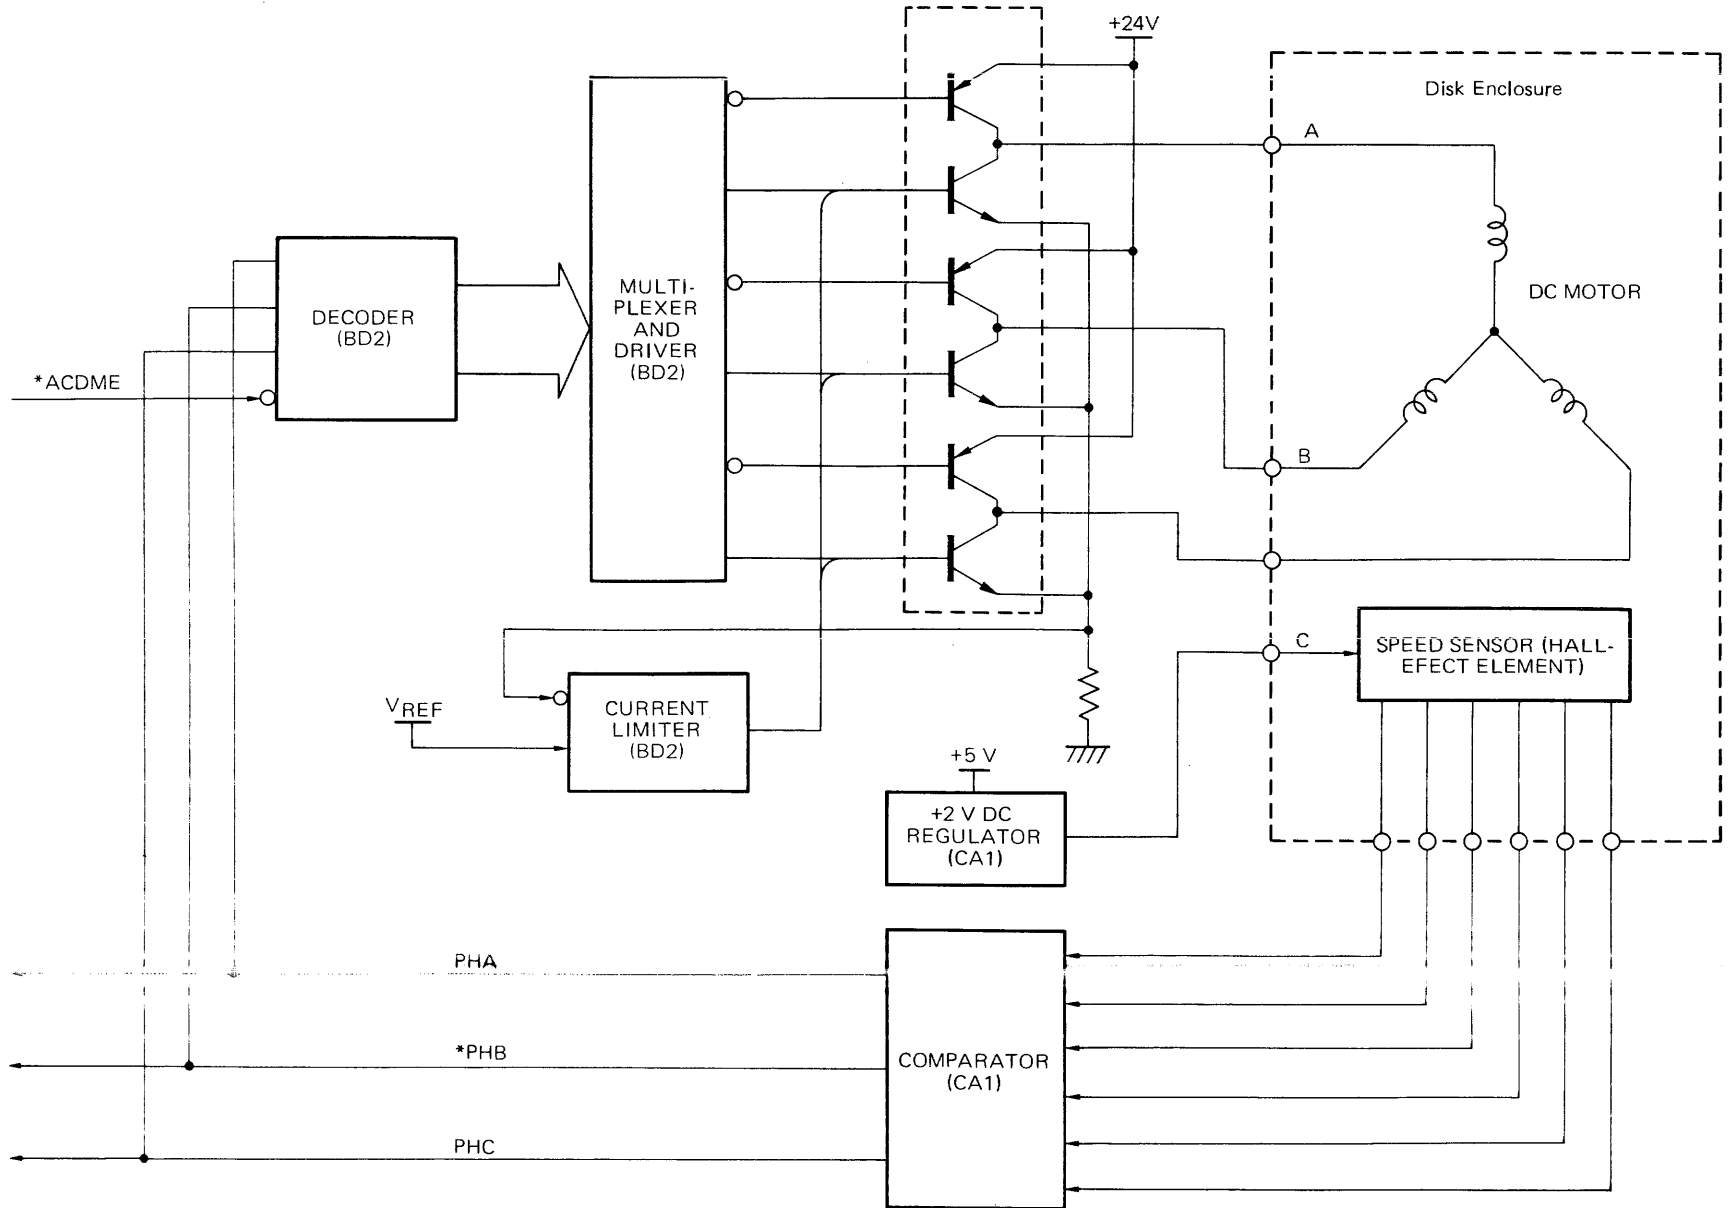 +24V
Disk Enclosure
A
DC MOTOR
MULTI-
PLEXER
AND
DRIVER
(BD2)
DECODER
(BD2)
*ACDME
B
C
SPEED SENSOR (HALL-
EFECT ELEMENT)
VREF
CURRENT
LIMITER
(BD2)
+5 V
+2 V DC
REGULATOR
(CA1)
PHA
*PHB
COMPARATOR
(CA1)
PHC